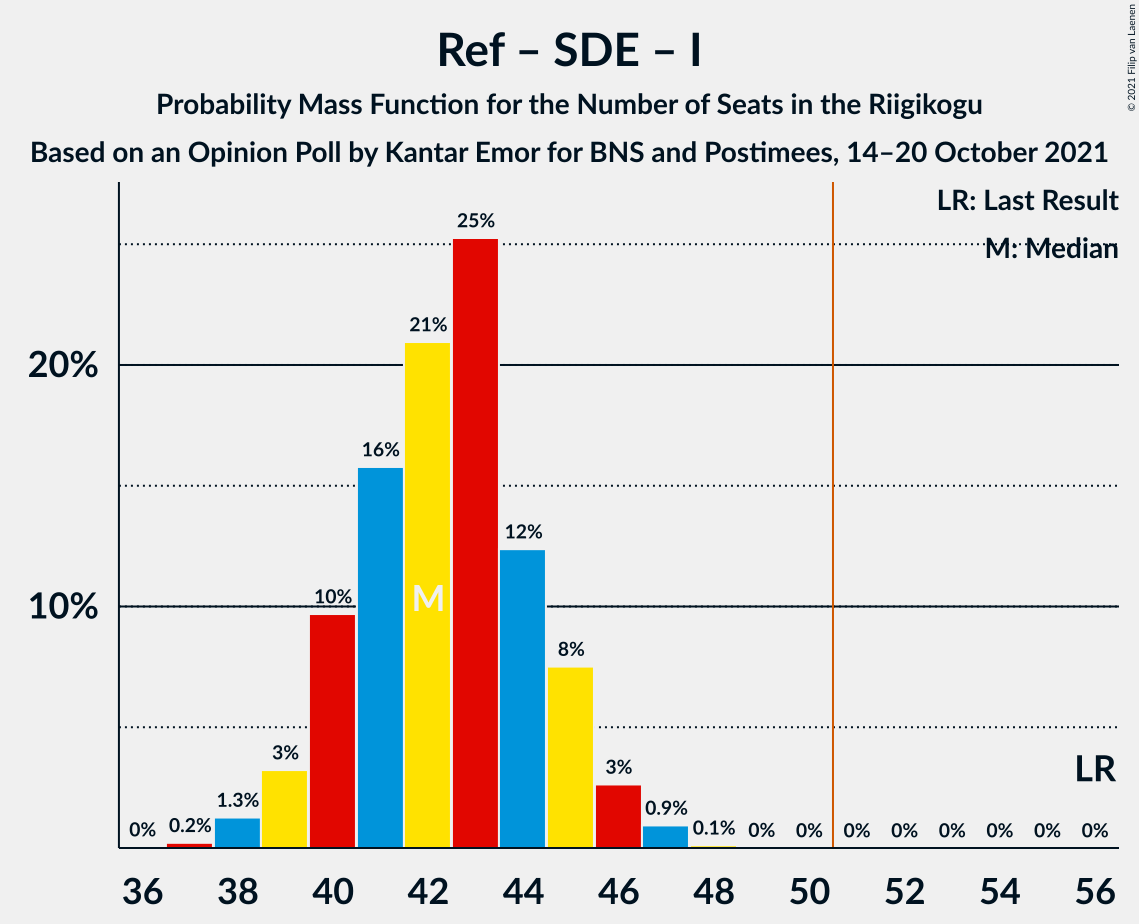 Ref – SDE – I
Probability Mass Function for the Number of Seats in the Riigikogu
Based on an Opinion Poll by Kantar Emor for BNS and Postimees, 14–20 October 2021
© 2021 Filip van Laenen
LR: Last Result
M: Median
20%
10%
0%
0.2%
1.3%
3%
10%
16%
21%
25%
12%
8%
3%
0.9%
0.1%
0%
0%
0%
0%
0%
0%
0%
0%
M
LR
36 38 40 42 44 46 48 50 52 54 56